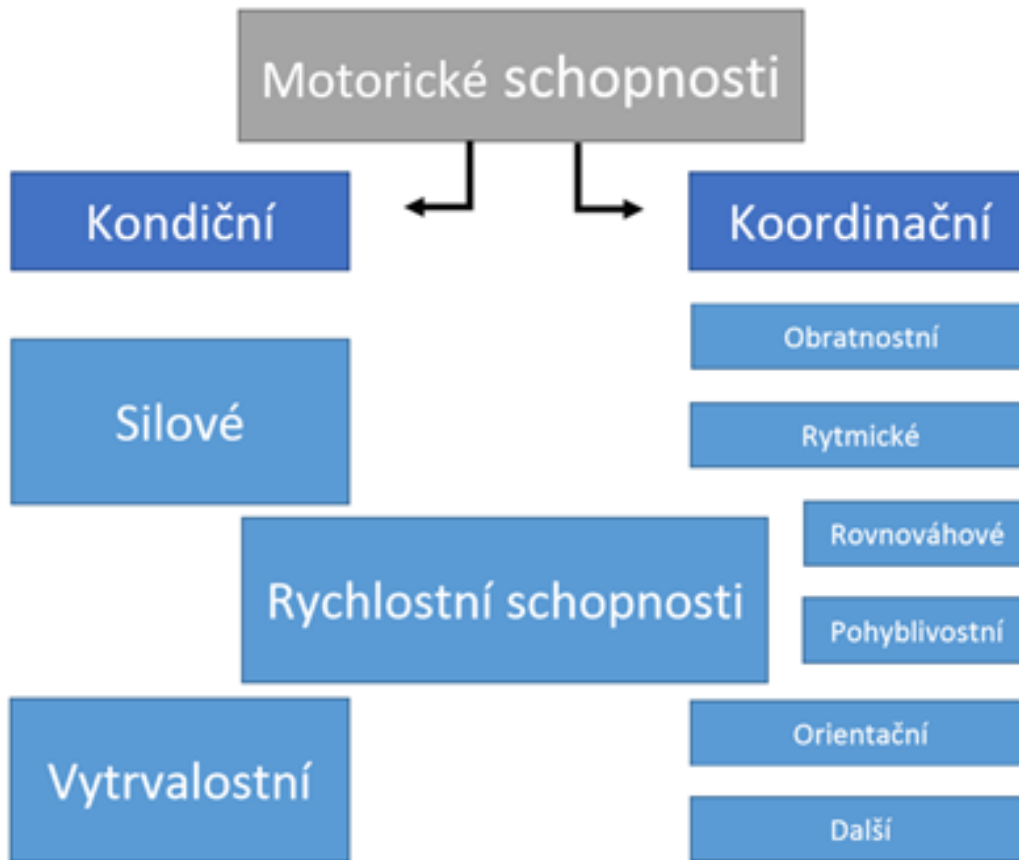 Motorické schopnosti
Kondiční
Koordinační
Obratnostní
Silové
Rytmické
Rovnováhové
Rychlostní schopnosti
Pohyblivostní
Orientační
Vytrvalostní
Další